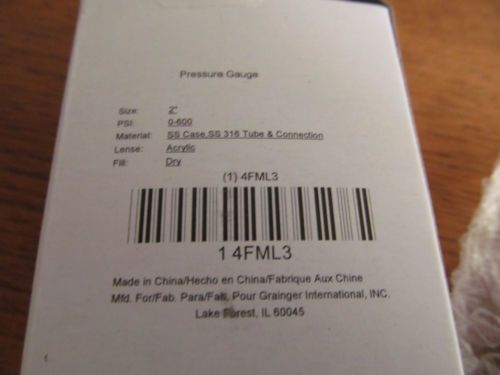 Pressure Gauge
Size: 2"
PSI: 0-600
Material: SS Case,SS 316 Tube & Connection
Lense: Acrylic
Fill: Dry
(1) 4FML3
1 4FML3
Made in China/Hecho en China/Fabrique Aux Chine
Mfd. For/Fab. Para/Fab. Pour Grainger International, INC.
Lake Forest, IL 60045